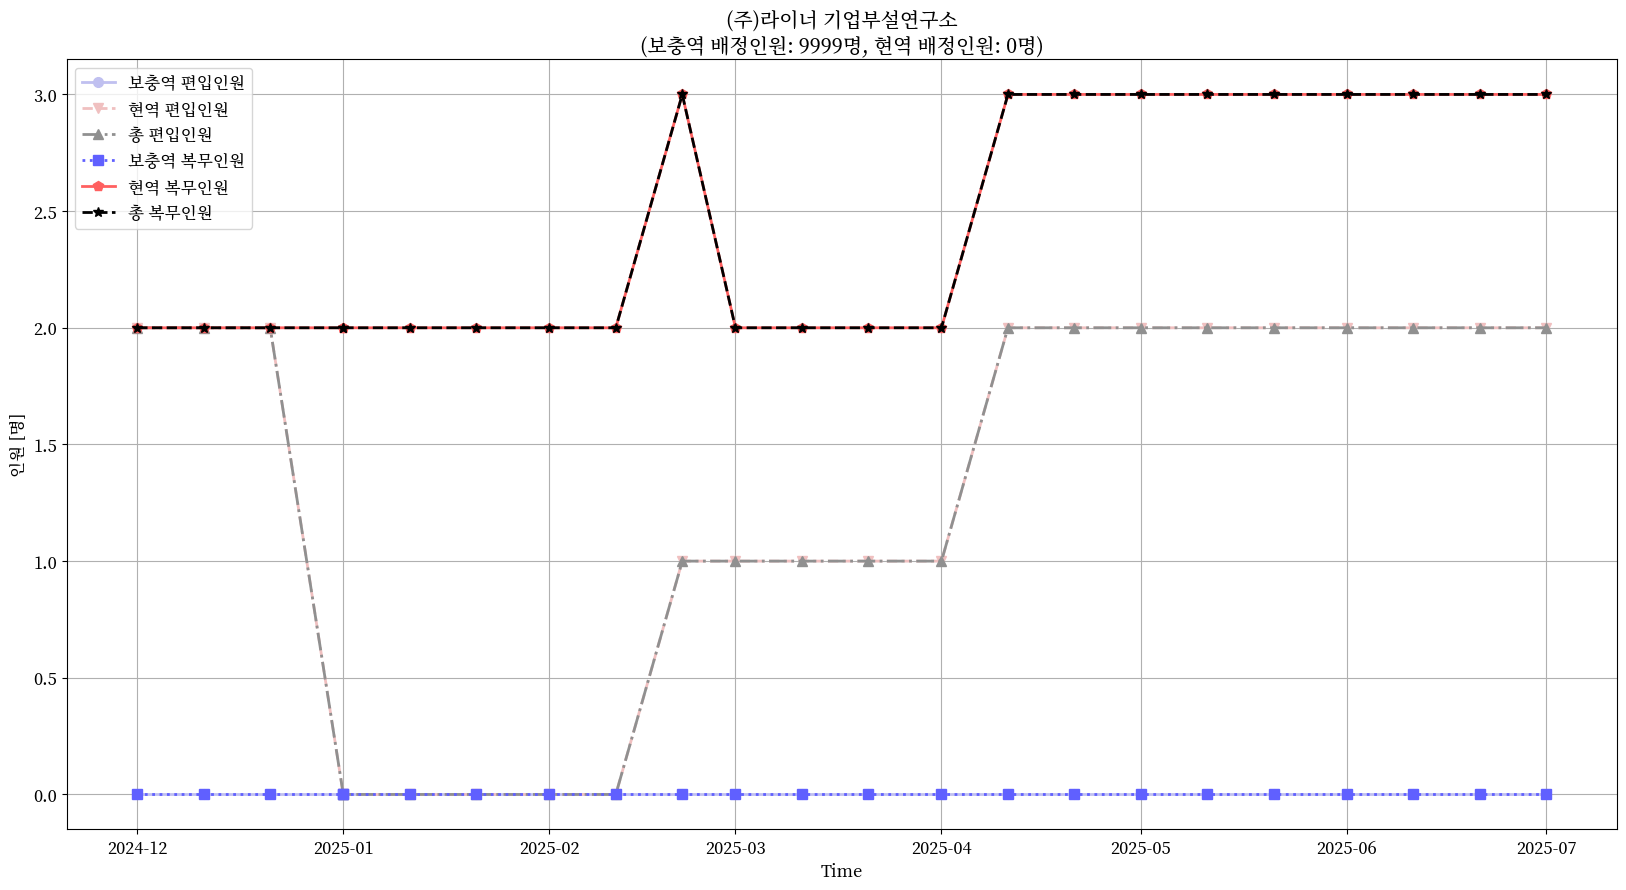 (주)라이너 기업부설연구소
(보충역 배정인원: 9999명, 현역 배정인원: 0명)
보충역 편입인원
현역 편입인원
총 편입인원
보충역 복무인원
현역 복무인원
총 복무인원
3.0
2.5
2.0
1.5
1.0
0.5
0.0
인원 [명]
2024-12
2025-01
2025-02
2025-03
2025-04
2025-05
2025-06
2025-07
Time